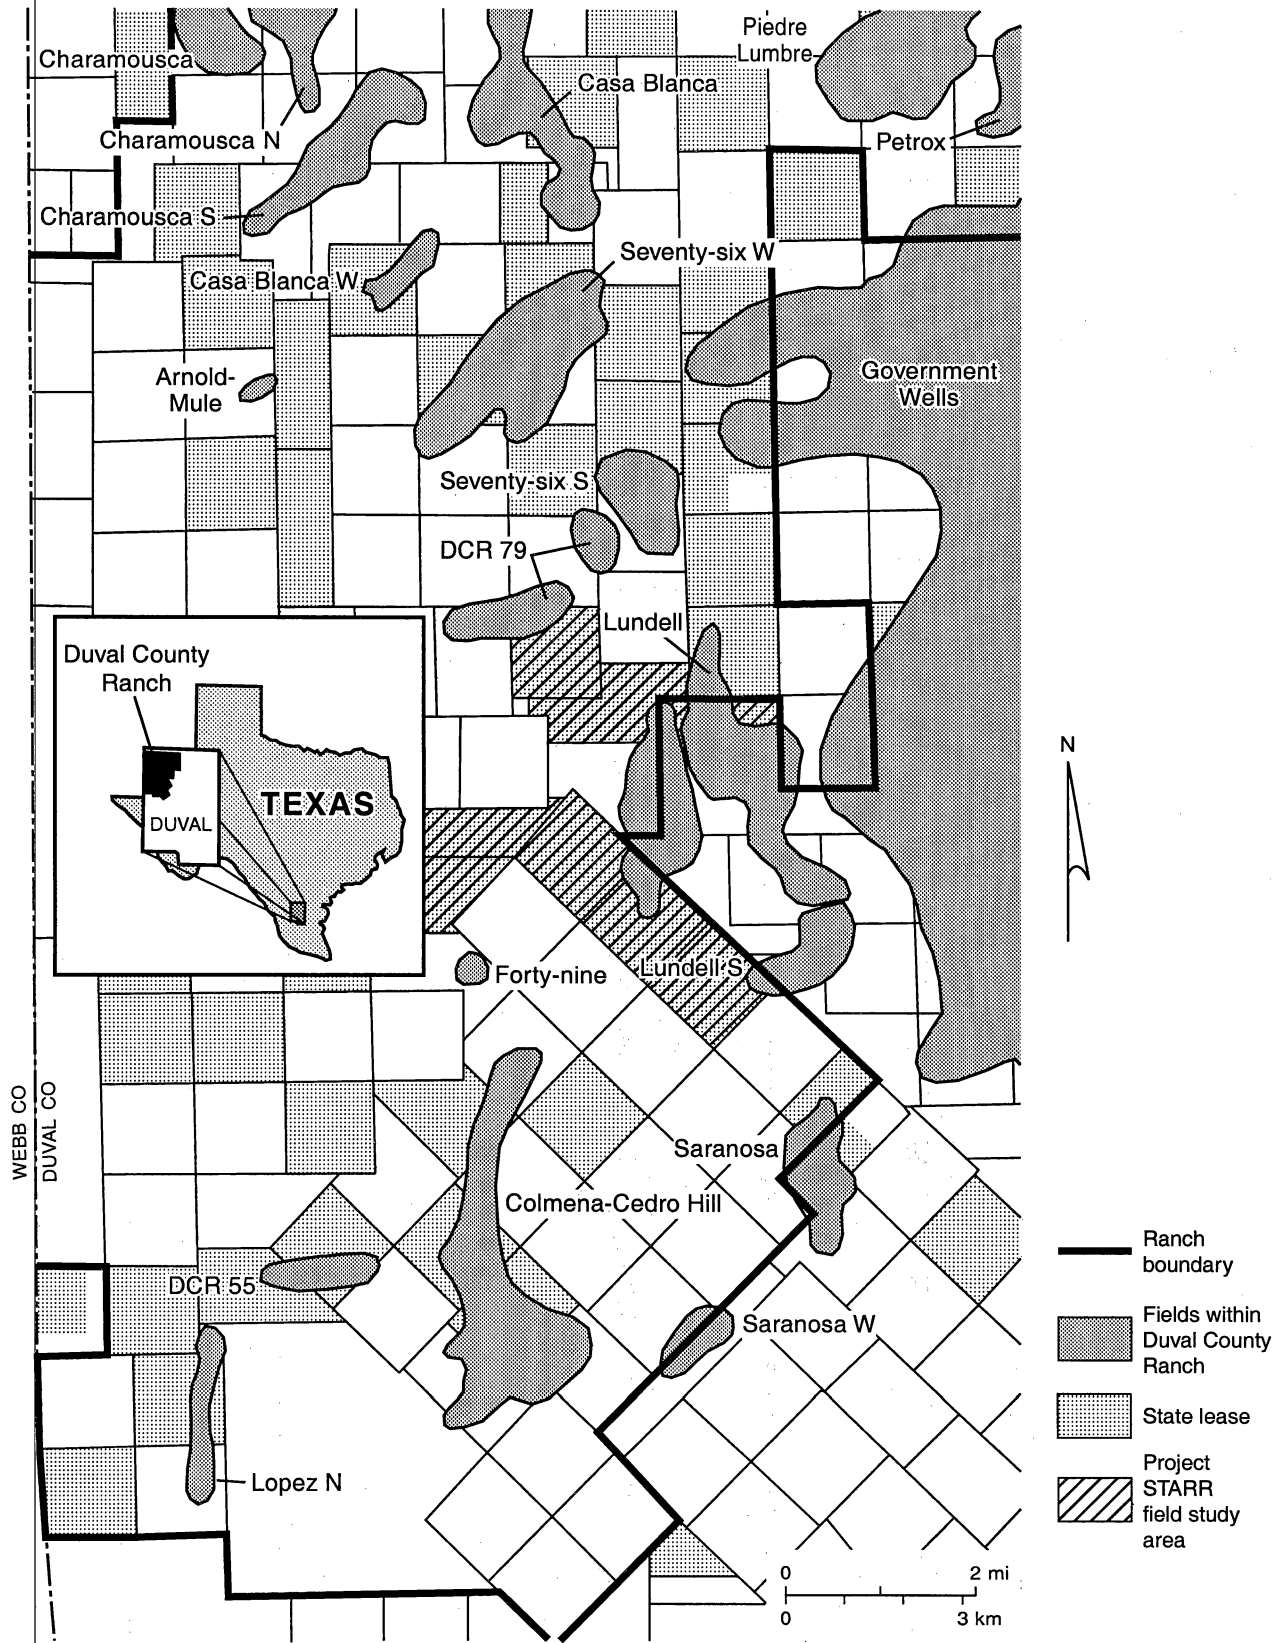 Piedre
Lumbre
Charamousca
Casa Blanca
Charamousca N
Petrox
Charamousca S
Seventy-six W
Casa Blanca W
Arnold-
Mule
Government
Wells
Seventy-six S
DCR 79
Lundell
Duval County
Ranch
TEXAS
DUVAL
N
Lundell S
Forty-nine
WEBB CO
DUVAL CO
Saranosa
Colmena-Cedro Hill
DCR 55
Saranosa W
Lopez N
Ranch
boundary
Fields within
Duval County
Ranch
State lease
Project
STARR
field study
area
0 2 mi
0 3 km